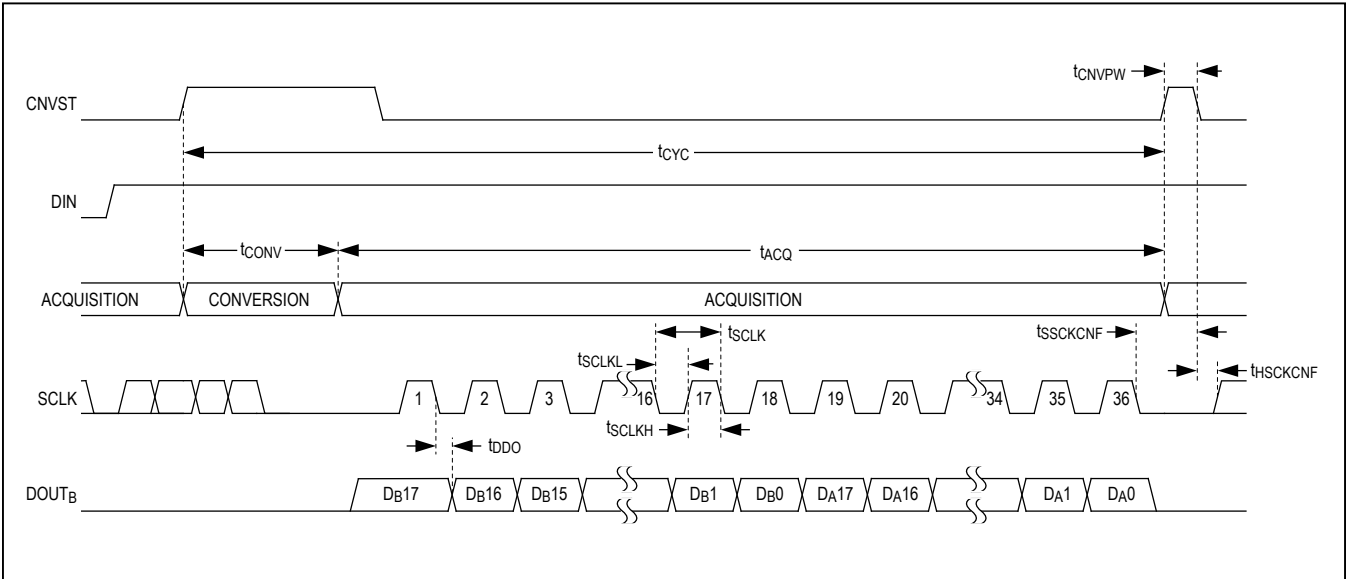 tCNVPW
CNVST
tCYC
DIN
tCONV tACQ
ACQUISITION CONVERSION ACQUISITION
tSCLK tSSCKCNF
tSCLKL tHSCKCNF
SCLK 1 2 3 16 17 18 19 20 34 35 36
tSCLKH
tDDO
DOUTB DB17 DB16 DB15 DB1 DB0 DA17 DA16 DA1 DA0